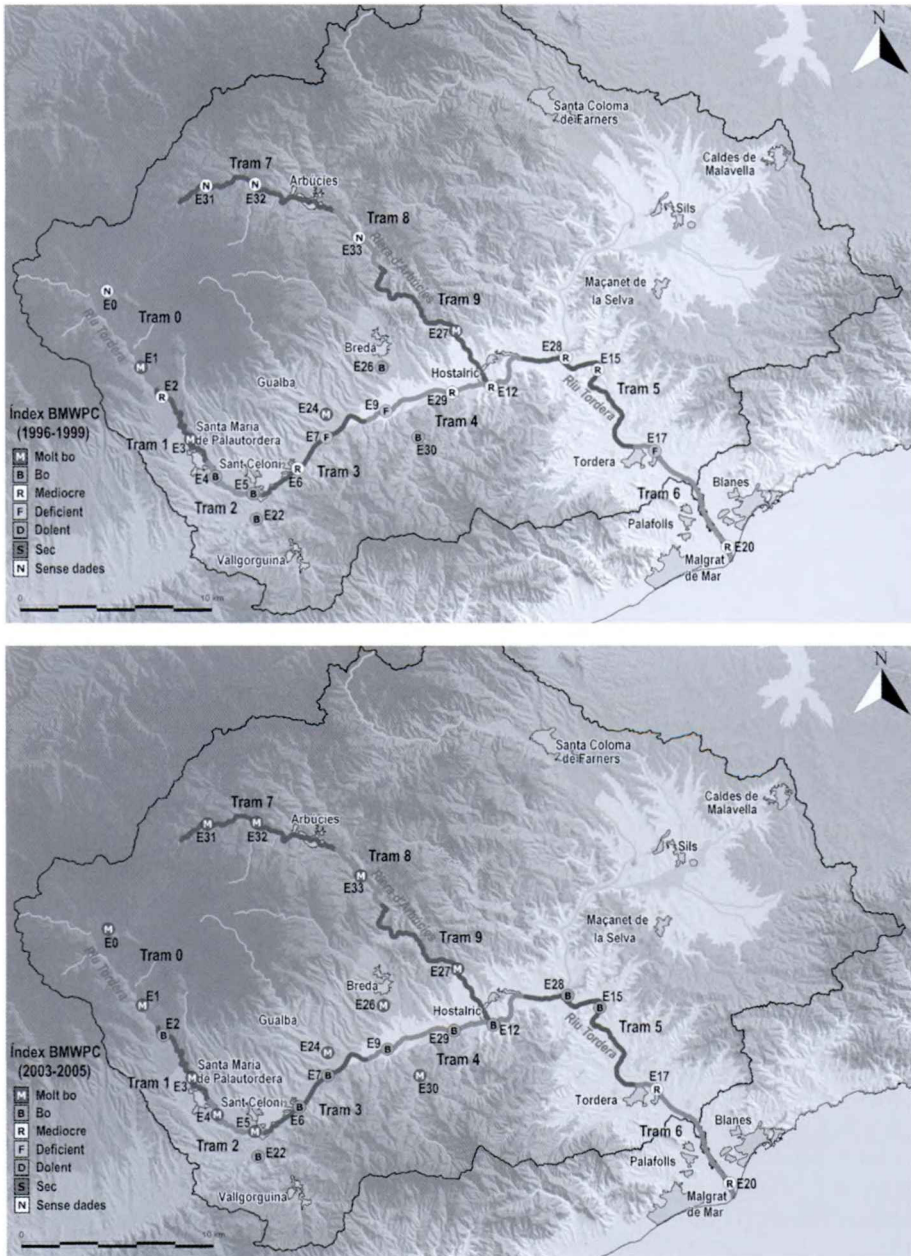 N
Santa Coloma
de Farners
Caldes de
Malavella
Tram 7
Arbúcies
N
N
E31
E32
Sils
Tram 8
N
E33
Riera d'Arbúcies
Maçanet de
la Selva
N
E0
Tram 0
Tram 9
Riu Tordera
M
E27
E28
R
E15
R
Breda
E26
B
Hostalric
M
E1
R
E12
Tram 5
E2
R
Gualba
E29
R
Riu Tordera
Índex BMWPC
(1996-1999)
E24
M
E9
F
Tram 4
Santa Maria
de Palautordera
E7
F
B
E30
E17
F
M
Molt bo
Tram 1
E3
M
Tordera
B
Bo
Sant Celoni
E6
R
Tram 3
R
Mediocre
E4
B
E5
B
Tram 6
Blanes
F
Deficient
Tram 2
Palafolls
D
Dolent
B
E22
S
Sec
R
E20
N
Sense dades
Vallgorguina
Malgrat
de Mar
0
10 km
N
Santa Coloma
de Farners
Caldes de
Malavella
Tram 7
Arbúcies
M
M
E31
E32
Sils
Tram 8
M
E33
Riera d'Arbúcies
Maçanet de
la Selva
M
E0
Tram 0
Tram 9
Riu Tordera
M
E27
E28
B
E15
B
Breda
E26
M
Hostalric
M
E1
B
E12
Tram 5
E2
B
Gualba
E29
B
Riu Tordera
Índex BMWPC
(2003-2005)
E24
M
E9
B
Tram 4
Santa Maria
de Palautordera
E7
B
M
E30
E17
R
M
Molt bo
Tram 1
E3
M
Tordera
B
Bo
Sant Celoni
E6
B
Tram 3
R
Mediocre
E4
M
E5
M
Tram 6
Blanes
F
Deficient
Tram 2
Palafolls
D
Dolent
B
E22
S
Sec
R
E20
N
Sense dades
Vallgorguina
Malgrat
de Mar
0
10 km